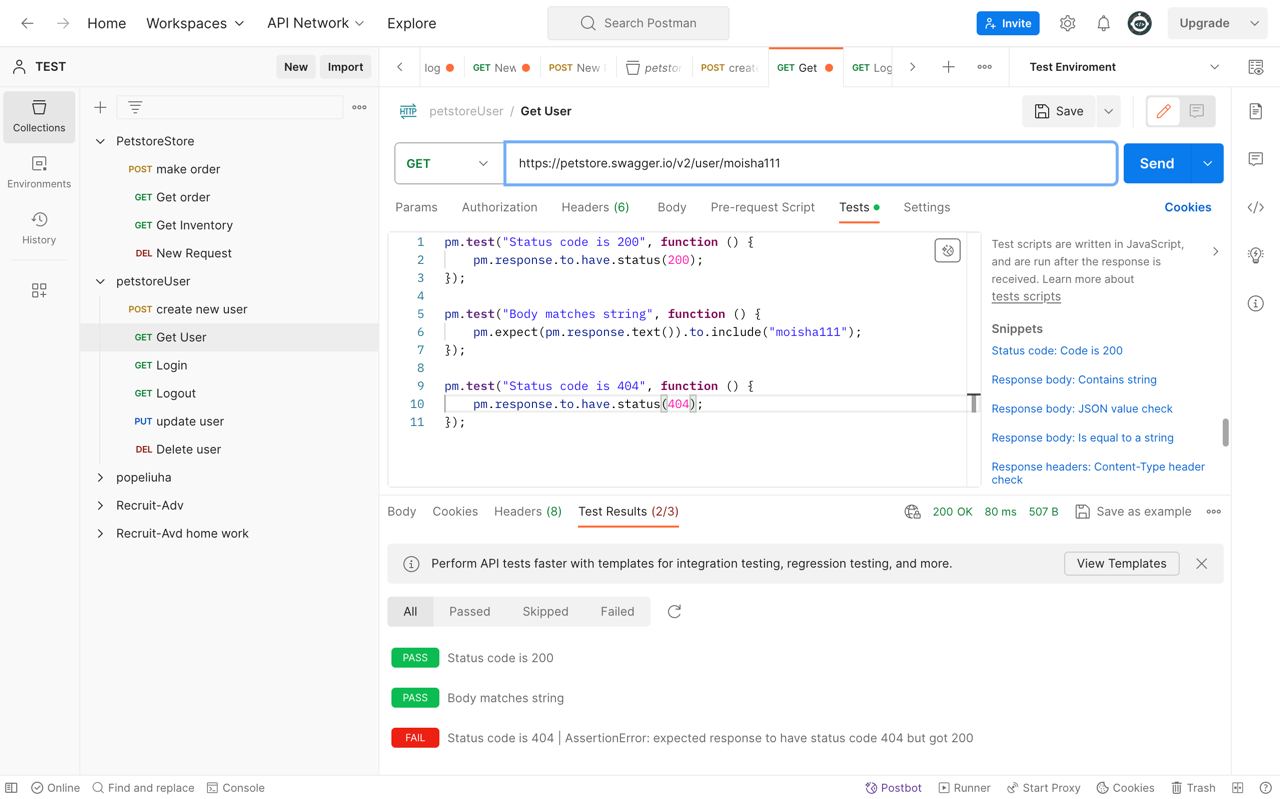 Home Workspaces API Network Explore Search Postman Invite Upgrade
TEST New Import
log GET New POST New petstor POST create GET Get GET Log Test Enviroment
Collections
Environments
History
PetstoreStore
POST make order
GET Get order
GET Get Inventory
DEL New Request
petstoreUser
POST create new user
GET Get User
GET Login
GET Logout
PUT update user
DEL Delete user
popeliuha
Recruit-Adv
Recruit-Avd home work
HTTP petstoreUser / Get User Save
GET https://petstore.swagger.io/v2/user/moisha111 Send
Params Authorization Headers (6) Body Pre-request Script Tests Settings Cookies
1 pm.test("Status code is 200", function () {
2 pm.response.to.have.status(200);
3 });
4
5 pm.test("Body matches string", function () {
6 pm.expect(pm.response.text()).to.include("moisha111");
7 });
8
9 pm.test("Status code is 404", function () {
10 pm.response.to.have.status(404);
11 });
Test scripts are written in JavaScript,
and are run after the response is
received. Learn more about
tests scripts
Snippets
Status code: Code is 200
Response body: Contains string
Response body: JSON value check
Response body: Is equal to a string
Response headers: Content-Type header
check
Body Cookies Headers (8) Test Results (2/3) 200 OK 80 ms 507 B Save as example
Perform API tests faster with templates for integration testing, regression testing, and more. View Templates
All Passed Skipped Failed
PASS Status code is 200
PASS Body matches string
FAIL Status code is 404 | AssertionError: expected response to have status code 404 but got 200
Online Find and replace Console Postbot Runner Start Proxy Cookies Trash